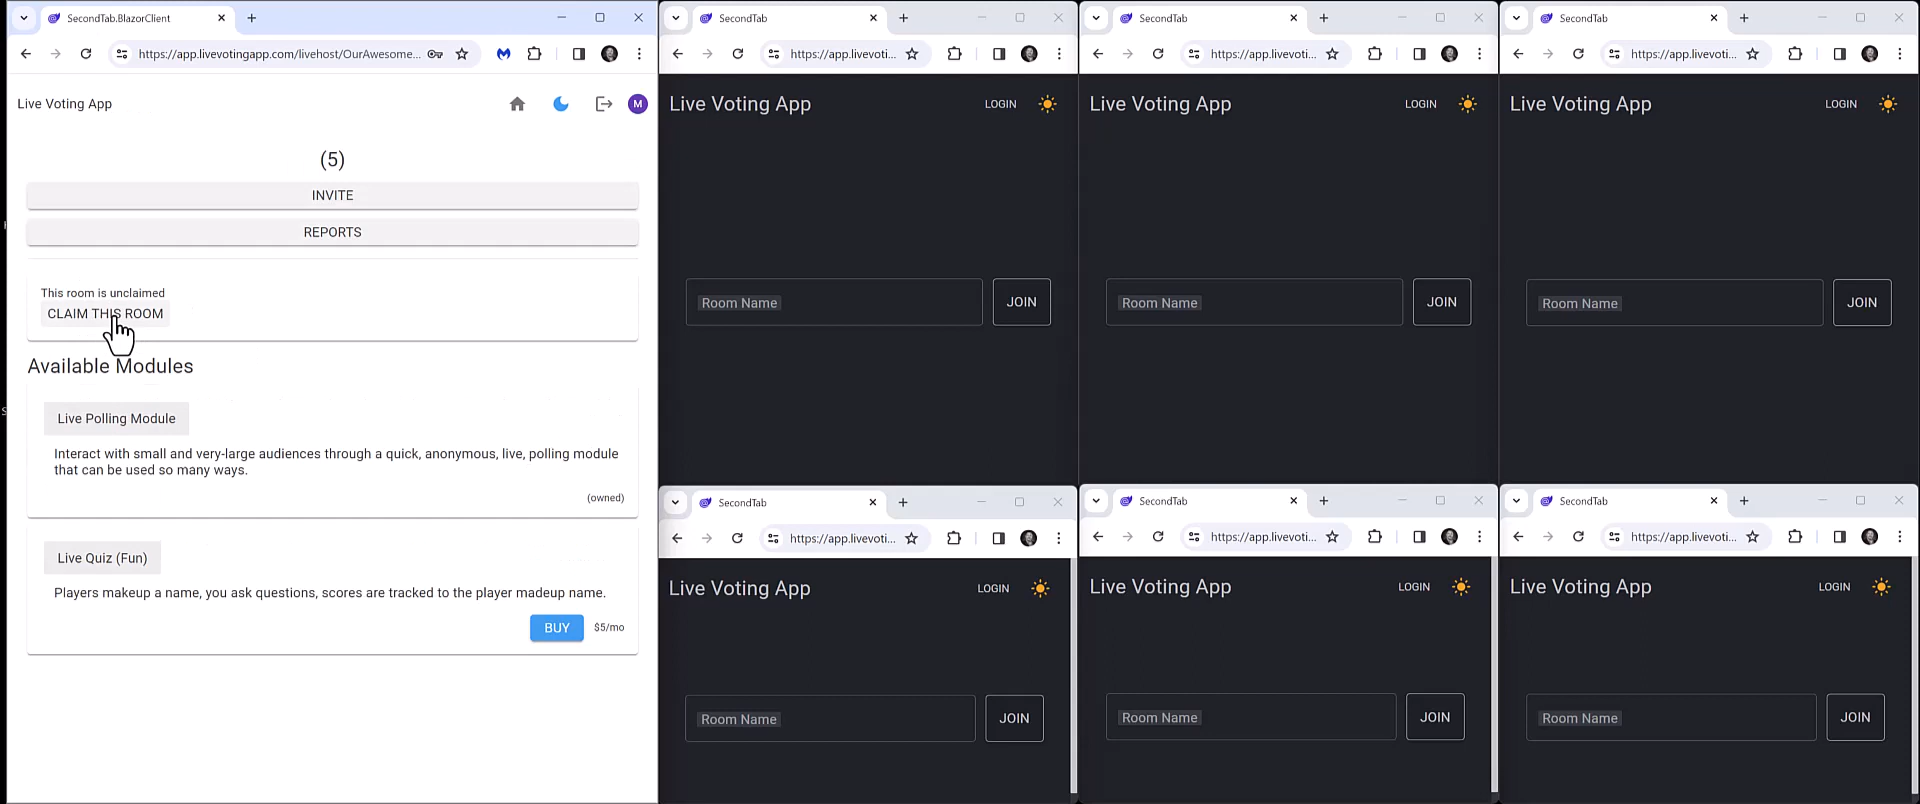 SecondTab.BlazorClient
https://app.livevotingapp.com/livehost/OurAwesome...
Live Voting App
M
(5)
INVITE
REPORTS
This room is unclaimed
CLAIM THIS ROOM
Available Modules
Live Polling Module
Interact with small and very-large audiences through a quick, anonymous, live, polling module
that can be used so many ways.
(owned)
Live Quiz (Fun)
Players makeup a name, you ask questions, scores are tracked to the player madeup name.
BUY $5/mo
SecondTab
https://app.livevoti...
Live Voting App LOGIN
Room Name JOIN
SecondTab
https://app.livevoti...
Live Voting App LOGIN
Room Name JOIN
SecondTab
https://app.livevoti...
Live Voting App LOGIN
Room Name JOIN
SecondTab
https://app.livevoti...
Live Voting App LOGIN
Room Name JOIN
SecondTab
https://app.livevoti...
Live Voting App LOGIN
Room Name JOIN
SecondTab
https://app.livevoti...
Live Voting App LOGIN
Room Name JOIN